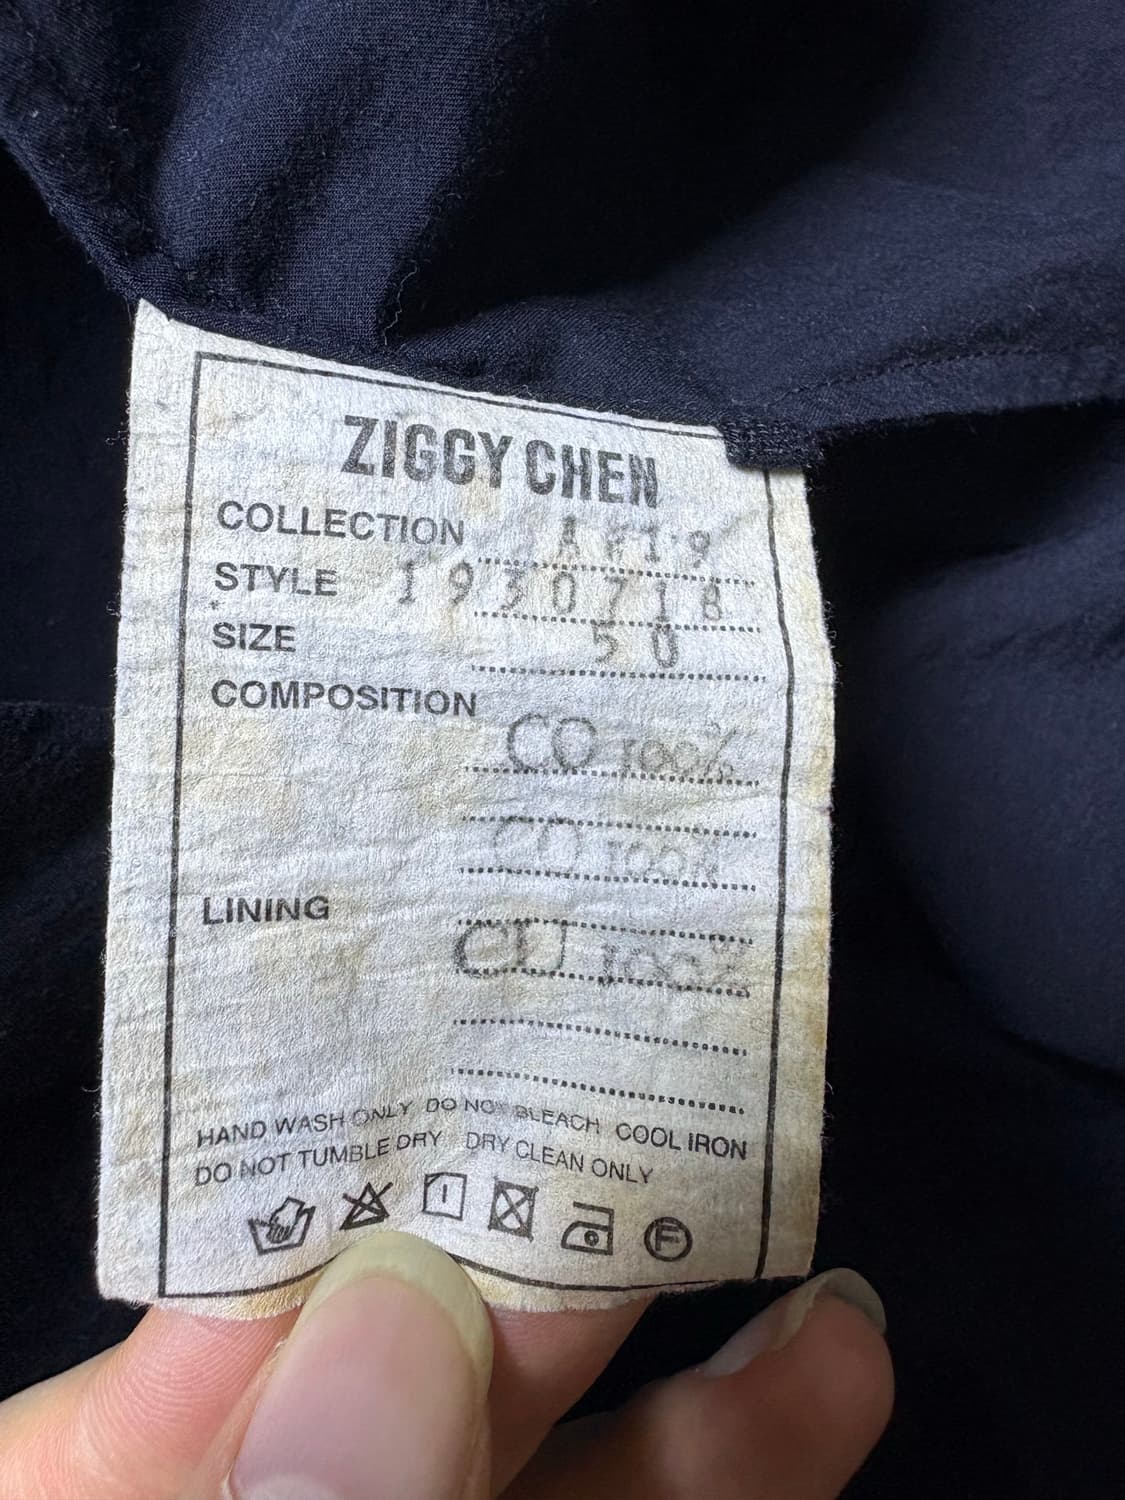 ZIGGY CHEN
COLLECTION AF19
STYLE 1930718
SIZE 50
COMPOSITION
CO 100%
CO 100%
LINING
CU 100%
HAND WASH ONLY DO NOT BLEACH COOL IRON
DO NOT TUMBLE DRY DRY CLEAN ONLY
F